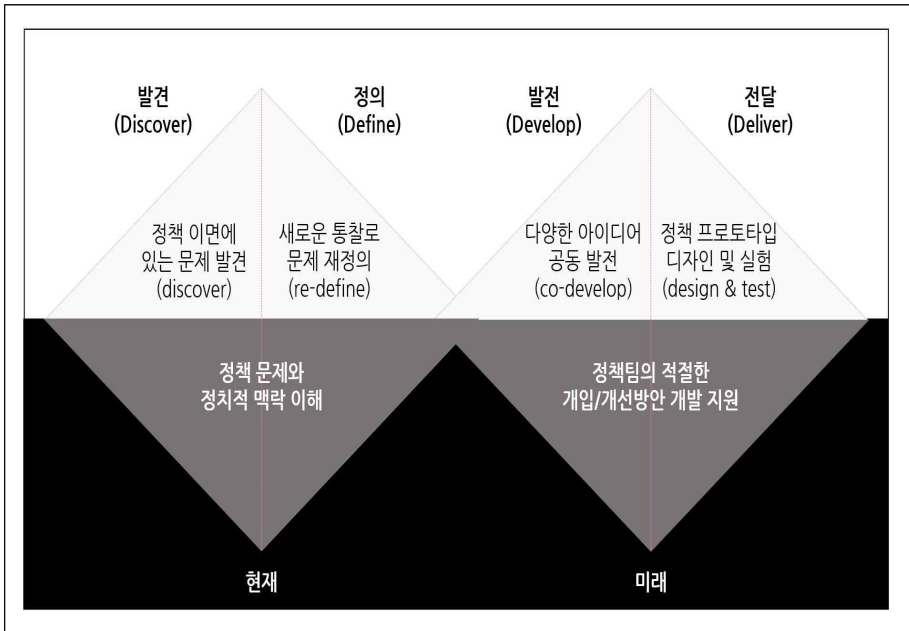 발견
(Discover)
정의
(Define)
발전
(Develop)
전달
(Deliver)
정책 이면에
있는 문제 발견
(discover)
새로운 통찰로
문제 재정의
(re-define)
다양한 아이디어
공동 발전
(co-develop)
정책 프로토타입
디자인 및 실험
(design & test)
정책 문제와
정치적 맥락 이해
정책팀의 적절한
개입/개선방안 개발 지원
현재
미래